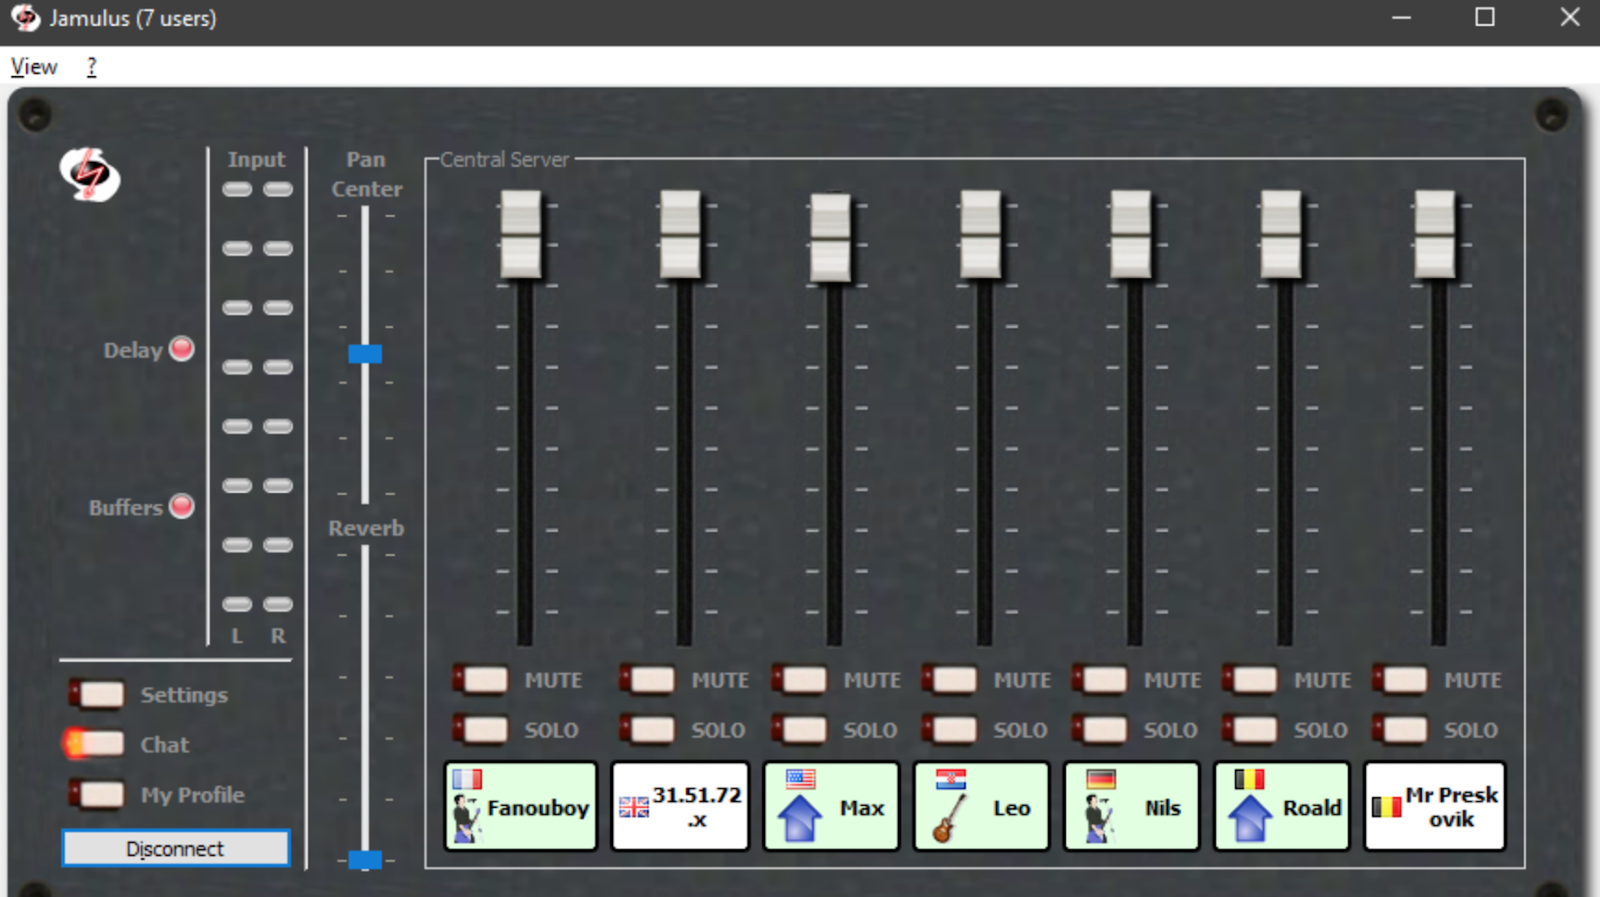 Jamulus (7 users)
View ?
Input
Pan
Center
Central Server
Delay
Buffers
Reverb
L R
Settings
Chat
My Profile
Disconnect
MUTE MUTE MUTE MUTE MUTE MUTE MUTE
SOLO SOLO SOLO SOLO SOLO SOLO SOLO
Fanouboy
31.51.72
.x
Max
Leo
Nils
Roald
Mr Presk
ovik